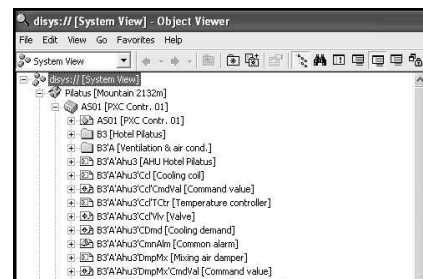 disys:// [System View] - Object Viewer
File Edit View Go Favorites Help
System View
disys:// [System View]
Pilatus [Mountain 2132m]
AS01 [PXC Contr. 01]
AS01 [PXC Contr. 01]
B3 [Hotel Pilatus]
B3'A [Ventilation & air cond.]
B3'A'Ahu3 [AHU Hotel Pilatus]
B3'A'Ahu3'Ccl [Cooling coil]
B3'A'Ahu3'Ccl'CmdVal [Command value]
B3'A'Ahu3'Ccl'TCtr [Temperature controller]
B3'A'Ahu3'Ccl'Vlv [Valve]
B3'A'Ahu3'CDmd [Cooling demand]
B3'A'Ahu3'CmnAlm [Common alarm]
B3'A'Ahu3'DmpMx [Mixing air damper]
B3'A'Ahu3'DmpMx'CmdVal [Command value]